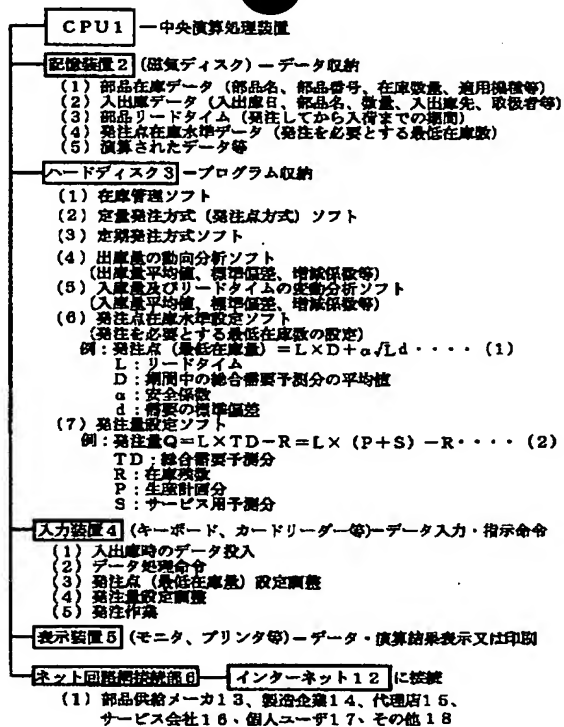 CPU1 ー中央演算処理装置
記憶装置2 (磁気ディスク) ーデータ収納
(1) 部品在庫データ (部品名、部品番号、在庫数量、適用機種等)
(2) 入出庫データ (入出庫日、部品名、数量、入出庫先、取扱者等)
(3) 部品リードタイム (発注してから入荷までの期間)
(4) 発注点在庫水準データ (発注を必要とする最低在庫数)
(5) 演算されたデータ等
ハードディスク3 ープログラム収納
(1) 在庫管理ソフト
(2) 定量発注方式 (発注点方式) ソフト
(3) 定期発注方式ソフト
(4) 出庫量の動向分析ソフト
(出庫量平均値、標準偏差、増減係数等)
(5) 入庫量及びリードタイムの変動分析ソフト
(入庫量平均値、標準偏差、増減係数等)
(6) 発注点在庫水準設定ソフト
(発注を必要とする最低在庫数の設定)
例:発注点 (最低在庫量) =L×D+α√Ld・・・・ (1)
L:リードタイム
D:期間中の総合需要予測分の平均値
α:安全係数
d:需要の標準偏差
(7) 発注量設定ソフト
例:発注量Q=L×TD-R=L× (P+S) -R・・・・ (2)
TD:総合需要予測分
R:在庫残数
P:生産計画分
S:サービス用予測分
入力装置4 (キーボード、カードリーダー等)ーデータ入力・指示命令
(1) 入出庫時のデータ投入
(2) データ処理命令
(3) 発注点 (最低在庫量) 設定調整
(4) 発注量設定調整
(5) 発注作業
表示装置5 (モニタ、プリンタ等)ーデータ・演算結果表示又は印刷
ネット回路網接続部6 インターネット12 に接続
(1) 部品供給メーカ13、製造企業14、代理店15、
サービス会社16、個人ユーザ17、その他18